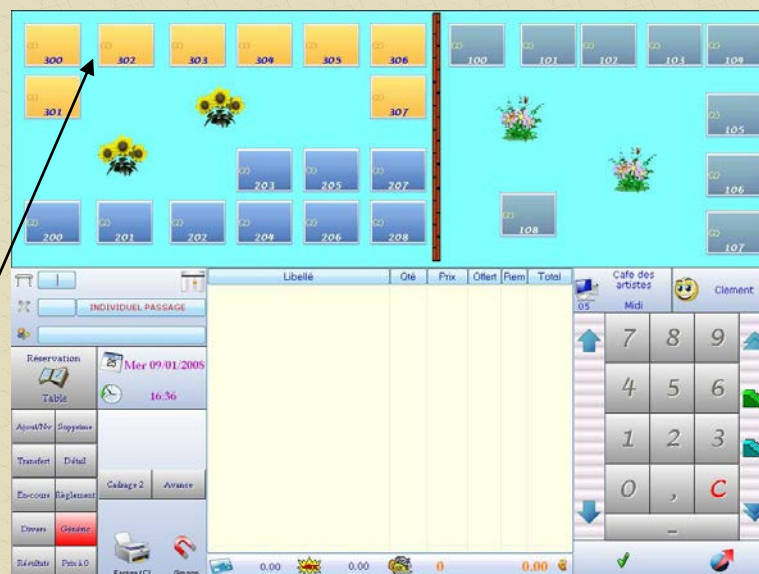 300 302 303 304 305 306 100 101 102 103 104
301 307
105
203 205 207
106
200 201 202 204 206 208
108
107
Libellé Qté Prix Offert Rem Total
Cafe des artistes
05 Midi
Clement
INDIVIDUEL PASSAGE
Réservation
Table
25 Mer 09/01/2008
16:36
Ajout/Nv Supprime
Transfert Détail
En-cours Règlement
Cadrage 2 Avance
Divers Généric
Résultats Prix à 0
7 8 9
4 5 6
1 2 3
0 , C
-
0.00 0.00 0 0.00